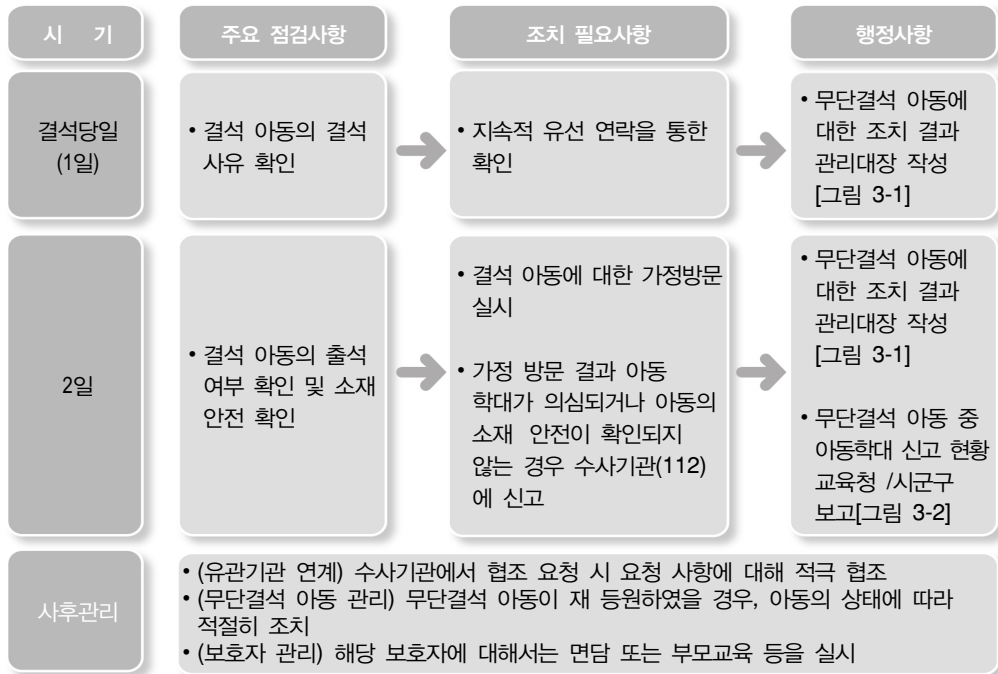 시 기
주요 점검사항
조치 필요사항
행정사항
결석당일
(1일)
• 결석 아동의 결석
사유 확인
• 지속적 유선 연락을 통한
확인
• 무단결석 아동에
대한 조치 결과
관리대장 작성
[그림 3-1]
2일
• 결석 아동의 출석
여부 확인 및 소재
안전 확인
• 결석 아동에 대한 가정방문
실시
• 가정 방문 결과 아동
학대가 의심되거나 아동의
소재 안전이 확인되지
않는 경우 수사기관(112)
에 신고
• 무단결석 아동에
대한 조치 결과
관리대장 작성
[그림 3-1]
• 무단결석 아동 중
아동학대 신고 현황
교육청 /시군구
보고[그림 3-2]
사후관리
• (유관기관 연계) 수사기관에서 협조 요청 시 요청 사항에 대해 적극 협조
• (무단결석 아동 관리) 무단결석 아동이 재 등원하였을 경우, 아동의 상태에 따라
적절히 조치
• (보호자 관리) 해당 보호자에 대해서는 면담 또는 부모교육 등을 실시